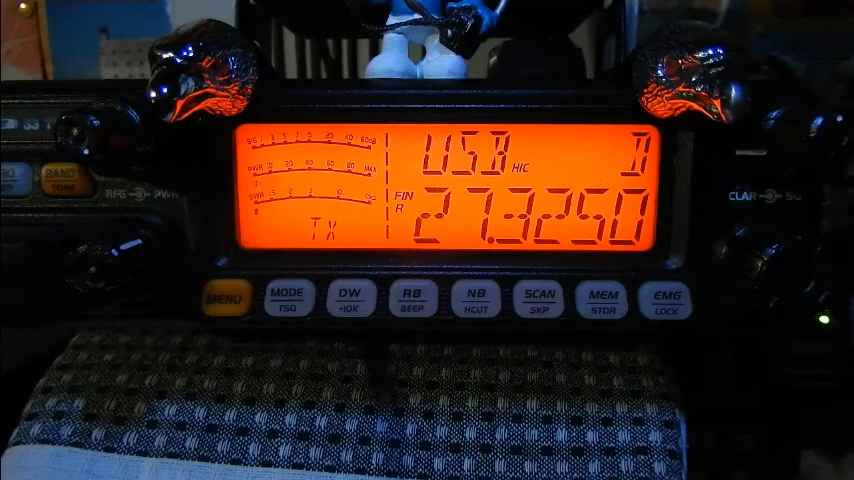 SIG 1 3 5 7 9 20 40 60dB
USB HIC D
PWR 0 20 40 60 80 MAX
SWR 1.5 2 3 10 ∞
FIN
R
27.3250
TX
BAND
TONE
RFG PWR
CLAR SQ
MENU
MODE
TSQ
DW
+10K
RB
BEEP
NB
HCUT
SCAN
SKP
MEM
STOR
EMG
LOCK